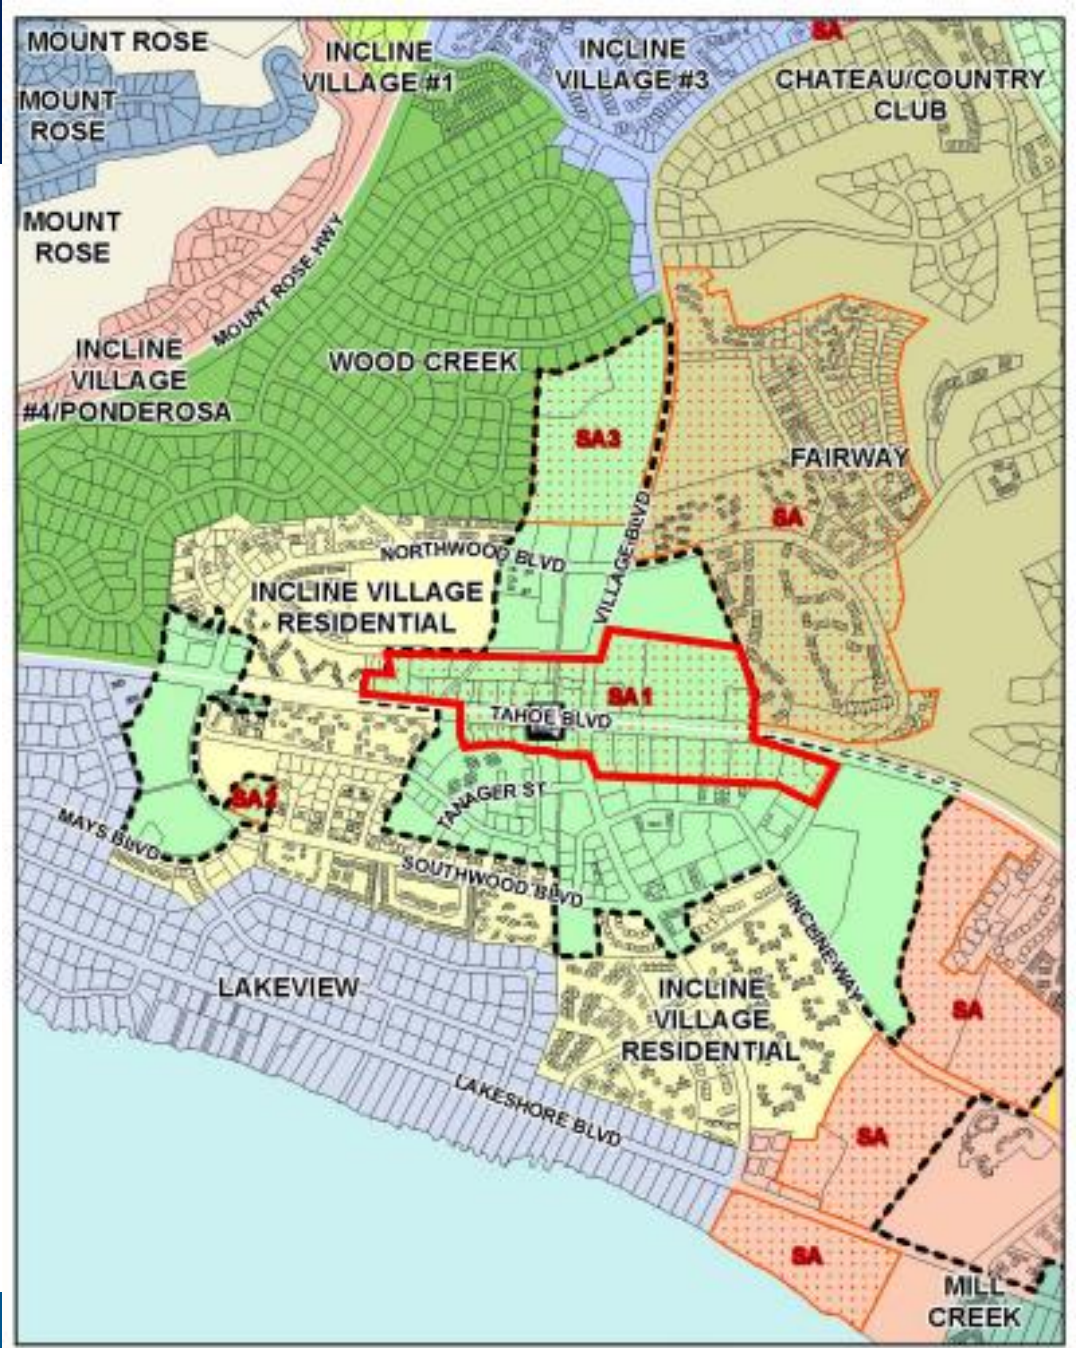 SA
MOUNT ROSE
INCLINE
VILLAGE #1
INCLINE
VILLAGE #3
CHATEAU/COUNTRY
CLUB
MOUNT
ROSE
MOUNT
ROSE
MOUNT ROSE HWY
INCLINE
VILLAGE
#4/PONDEROSA
WOOD CREEK
SA3
FAIRWAY
SA
VILLAGE BLVD
NORTHWOOD BLVD
INCLINE VILLAGE
RESIDENTIAL
SA1
TAHOE BLVD
SA2
TANAGER ST
MAYS BLVD
SOUTHWOOD BLVD
INCLINE WAY
LAKEVIEW
INCLINE
VILLAGE
RESIDENTIAL
SA
LAKESHORE BLVD
SA
SA
MILL
CREEK